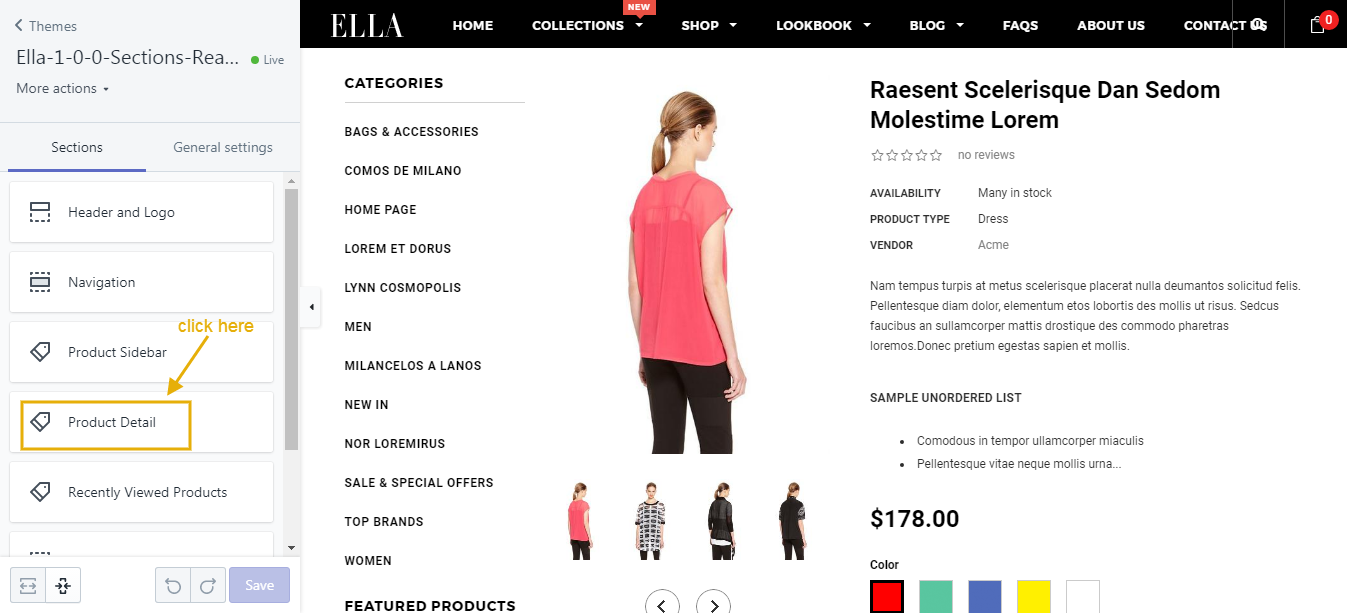 Themes
Ella-1-0-0-Sections-Rea...
Live
More actions
Sections
General settings
Header and Logo
Navigation
click here
Product Sidebar
Product Detail
Recently Viewed Products
Save
ELLA
HOME
COLLECTIONS
NEW
SHOP
LOOKBOOK
BLOG
FAQS
ABOUT US
CONTACT US
0
CATEGORIES
BAGS & ACCESSORIES
COMOS DE MILANO
HOME PAGE
LOREM ET DORUS
LYNN COSMOPOLIS
MEN
MILANCELOS A LANOS
NEW IN
NOR LOREMIRUS
SALE & SPECIAL OFFERS
TOP BRANDS
WOMEN
FEATURED PRODUCTS
Raesent Scelerisque Dan Sedom
Molestime Lorem
no reviews
AVAILABILITY Many in stock
PRODUCT TYPE Dress
VENDOR Acme
Nam tempus turpis at metus scelerisque placerat nulla deumantos solicitud felis.
Pellentesque diam dolor, elementum etos lobortis des mollis ut risus. Sedcus
faucibus an sullamcorper mattis drostique des commodo pharetras
loremos.Donec pretium egestas sapien et mollis.
SAMPLE UNORDERED LIST
• Comodous in tempor ullamcorper miaculis
• Pellentesque vitae neque mollis urna...
$178.00
Color